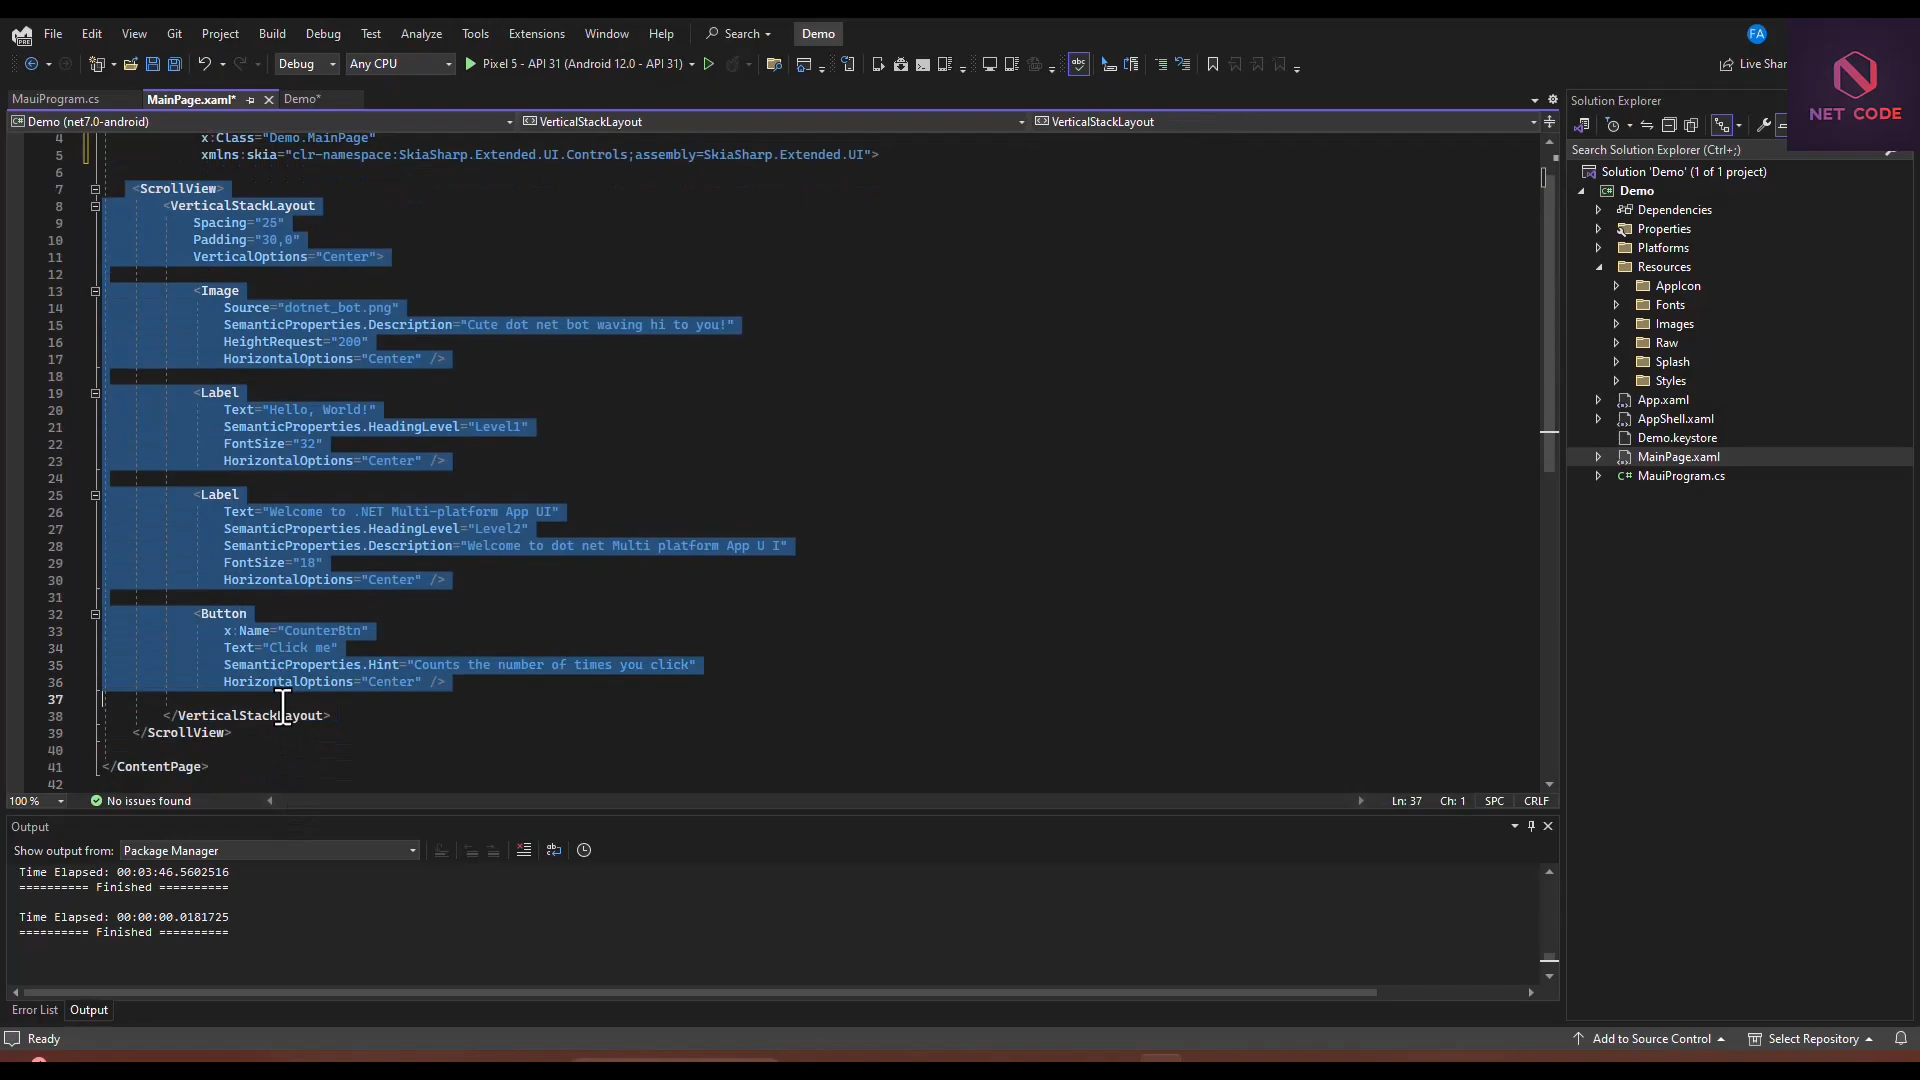 File Edit View Git Project Build Debug Test Analyze Tools Extensions Window Help Search Demo FA
Debug Any CPU Pixel 5 - API 31 (Android 12.0 - API 31) Live Shar
NET CODE
MauiProgram.cs MainPage.xaml* Demo*
Demo (net7.0-android) VerticalStackLayout VerticalStackLayout
4 x:Class="Demo.MainPage"
5 xmlns:skia="clr-namespace:SkiaSharp.Extended.UI.Controls;assembly=SkiaSharp.Extended.UI">
6
7 <ScrollView>
8 <VerticalStackLayout
9 Spacing="25"
10 Padding="30,0"
11 VerticalOptions="Center">
12
13 <Image
14 Source="dotnet_bot.png"
15 SemanticProperties.Description="Cute dot net bot waving hi to you!"
16 HeightRequest="200"
17 HorizontalOptions="Center" />
18
19 <Label
20 Text="Hello, World!"
21 SemanticProperties.HeadingLevel="Level1"
22 FontSize="32"
23 HorizontalOptions="Center" />
24
25 <Label
26 Text="Welcome to .NET Multi-platform App UI"
27 SemanticProperties.HeadingLevel="Level2"
28 SemanticProperties.Description="Welcome to dot net Multi platform App U I"
29 FontSize="18"
30 HorizontalOptions="Center" />
31
32 <Button
33 x:Name="CounterBtn"
34 Text="Click me"
35 SemanticProperties.Hint="Counts the number of times you click"
36 HorizontalOptions="Center" />
37
38 </VerticalStackLayout>
39 </ScrollView>
40
41 </ContentPage>
42
100 % No issues found Ln: 37 Ch: 1 SPC CRLF
Output
Show output from: Package Manager
Time Elapsed: 00:03:46.5602516
========== Finished ==========
Time Elapsed: 00:00:00.0181725
========== Finished ==========
Error List Output
Ready Add to Source Control Select Repository
Solution Explorer
Search Solution Explorer (Ctrl+;)
Solution 'Demo' (1 of 1 project)
Demo
Dependencies
Properties
Platforms
Resources
AppIcon
Fonts
Images
Raw
Splash
Styles
App.xaml
AppShell.xaml
Demo.keystore
MainPage.xaml
MauiProgram.cs